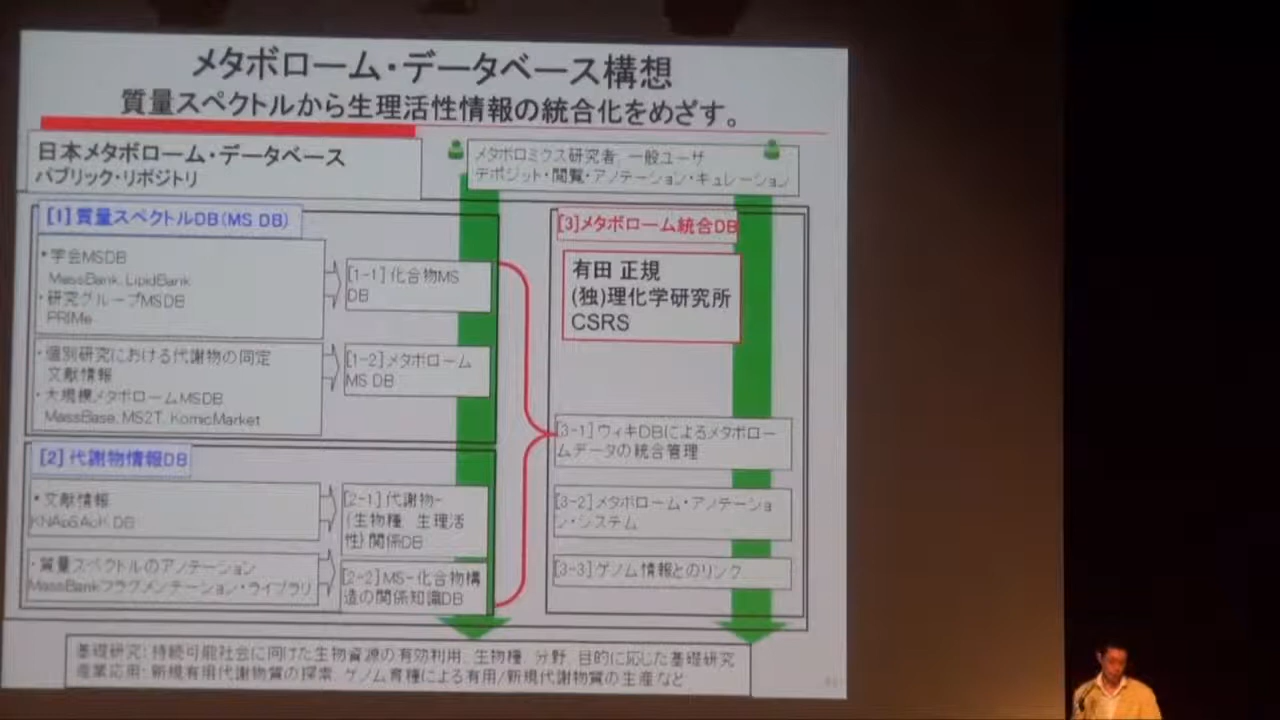 メタボローム・データベース構想
質量スペクトルから生理活性情報の統合化をめざす。
日本メタボローム・データベース
パブリック・リポジトリ
メタボロミクス研究者、一般ユーザ
デポジット・閲覧・アノテーション・キュレーション
[1]質量スペクトルDB(MS DB)
・学会MSDB
MassBank, LipidBank
・研究グループMSDB
PRIMe
[1-1]化合物MS
DB
・個別研究における代謝物の同定
文献情報
・大規模メタボロームMSDB
MassBase, MS2T, KomicMarket
[1-2]メタボローム
MS DB
[2]代謝物情報DB
・文献情報
KNApSAcK DB
[2-1]代謝物-
(生物種 生理活
性)関係DB
・質量スペクトルのアノテーション
MassBankフラグメンテーション・ライブラリ
[2-2]MS-化合物構
造の関係知識DB
[3]メタボローム統合DB
有田 正規
(独)理化学研究所
CSRS
[3-1]ウィキDBによるメタボロー
ムデータの統合管理
[3-2]メタボローム・アノテーショ
ン・システム
[3-3]ゲノム情報とのリンク
基礎研究:持続可能社会に向けた生物資源の有効利用、生物種、分野、目的に応じた基礎研究
産業応用:新規有用代謝物質の探索、ゲノム育種による有用/新規代謝物質の生産など